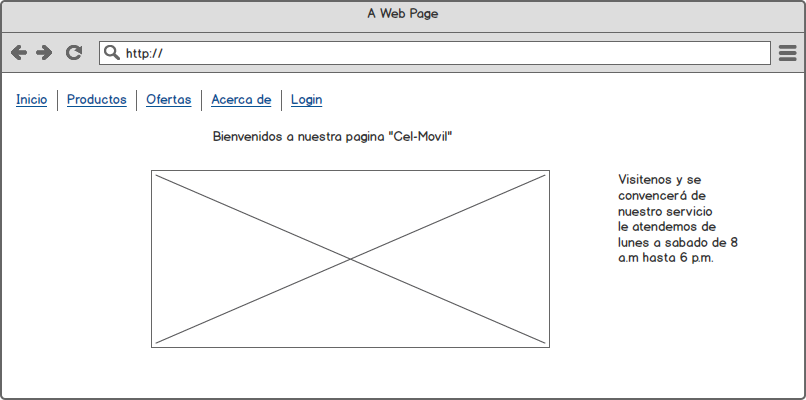 A Web Page
http://
Inicio Productos Ofertas Acerca de Login
Bienvenidos a nuestra pagina "Cel-Movil"
Visitenos y se
convencerá de
nuestro servicio
le atendemos de
lunes a sabado de 8
a.m hasta 6 p.m.